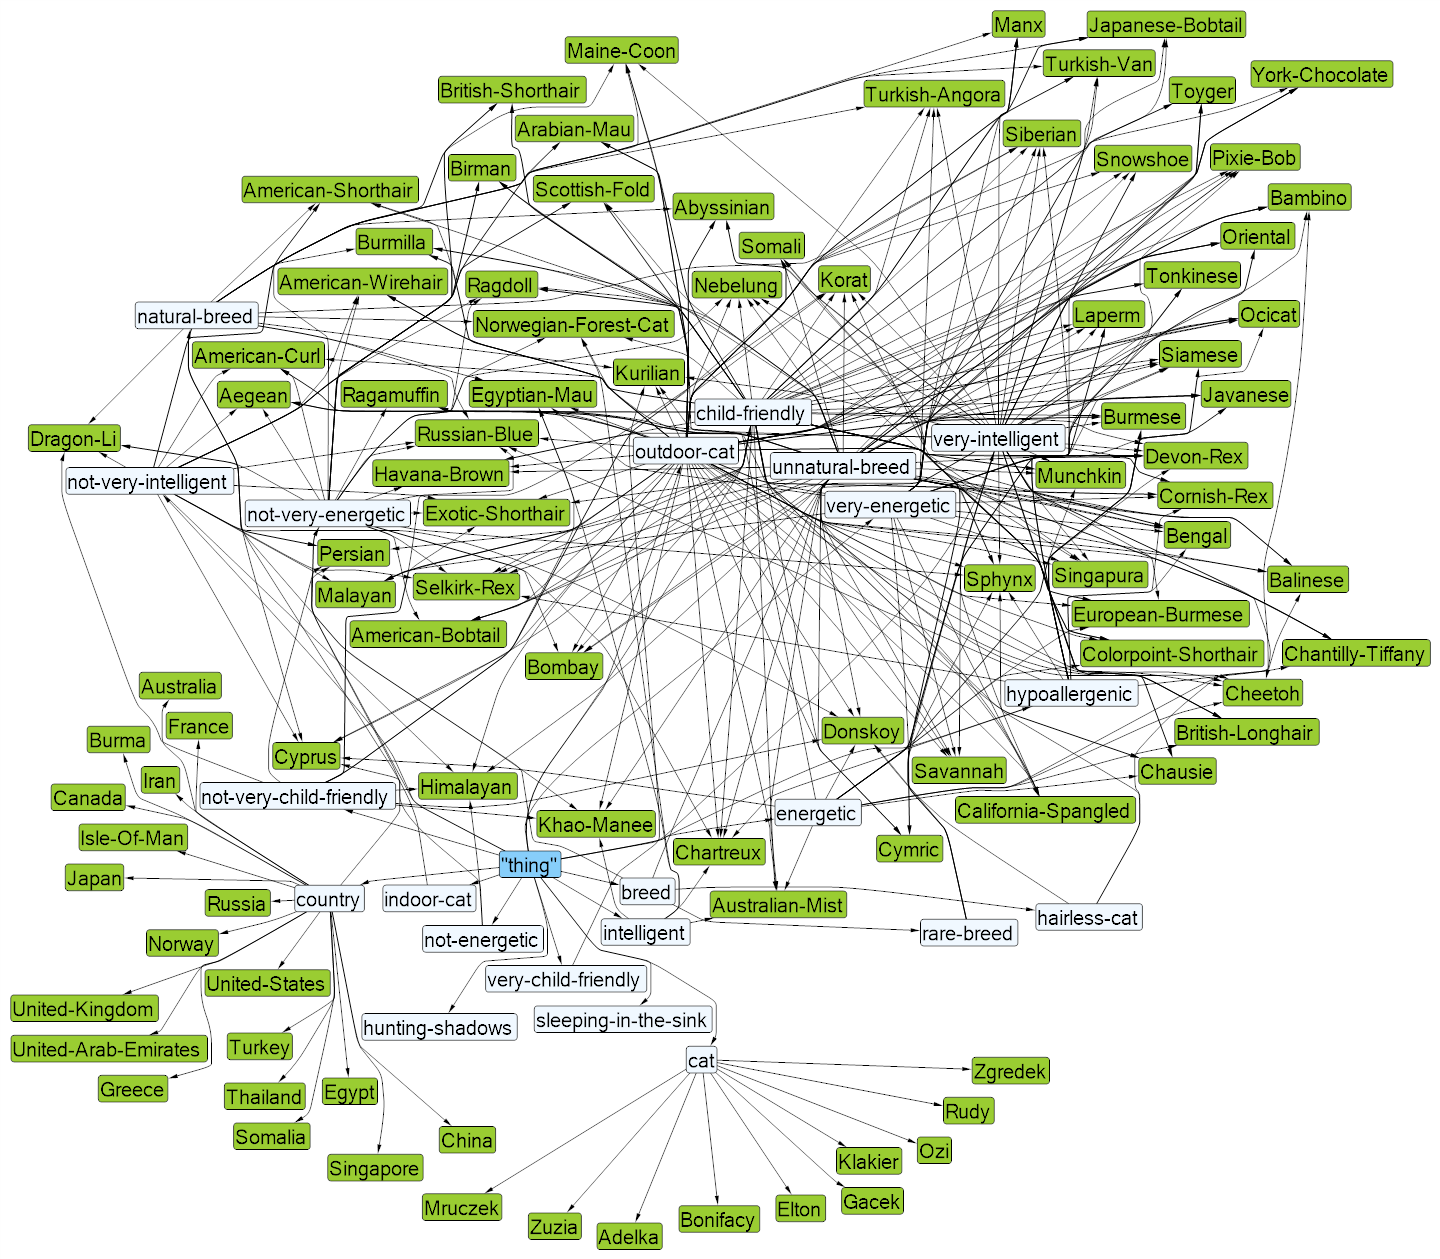 Manx
Japanese-Bobtail
Maine-Coon
Turkish-Van
York-Chocolate
British-Shorthair
Turkish-Angora
Toyger
Arabian-Mau
Siberian
Snowshoe
Pixie-Bob
Birman
American-Shorthair
Scottish-Fold
Bambino
Abyssinian
Burmilla
Somali
Oriental
American-Wirehair
Ragdoll
Nebelung
Korat
Tonkinese
natural-breed
Norwegian-Forest-Cat
Laperm
Ocicat
American-Curl
Kurilian
Siamese
Aegean
Ragamuffin
Egyptian-Mau
Javanese
child-friendly
Burmese
Dragon-Li
Russian-Blue
very-intelligent
outdoor-cat
Devon-Rex
not-very-intelligent
Havana-Brown
unnatural-breed
Munchkin
Cornish-Rex
not-very-energetic
Exotic-Shorthair
very-energetic
Bengal
Persian
Sphynx
Singapura
Balinese
Malayan
Selkirk-Rex
European-Burmese
American-Bobtail
Bombay
Colorpoint-Shorthair
Chantilly-Tiffany
Australia
hypoallergenic
Cheetoh
France
Burma
Donskoy
British-Longhair
Cyprus
Iran
Savannah
Chausie
Canada
not-very-child-friendly
Himalayan
energetic
California-Spangled
Isle-Of-Man
Khao-Manee
Chartreux
Cymric
"thing"
Japan
country
indoor-cat
breed
Russia
Australian-Mist
hairless-cat
Norway
not-energetic
intelligent
rare-breed
United-States
very-child-friendly
United-Kingdom
hunting-shadows
sleeping-in-the-sink
United-Arab-Emirates
Turkey
cat
Zgredek
Greece
Thailand
Egypt
Rudy
Somalia
China
Ozi
Singapore
Klakier
Mruczek
Gacek
Zuzia
Adelka
Bonifacy
Elton